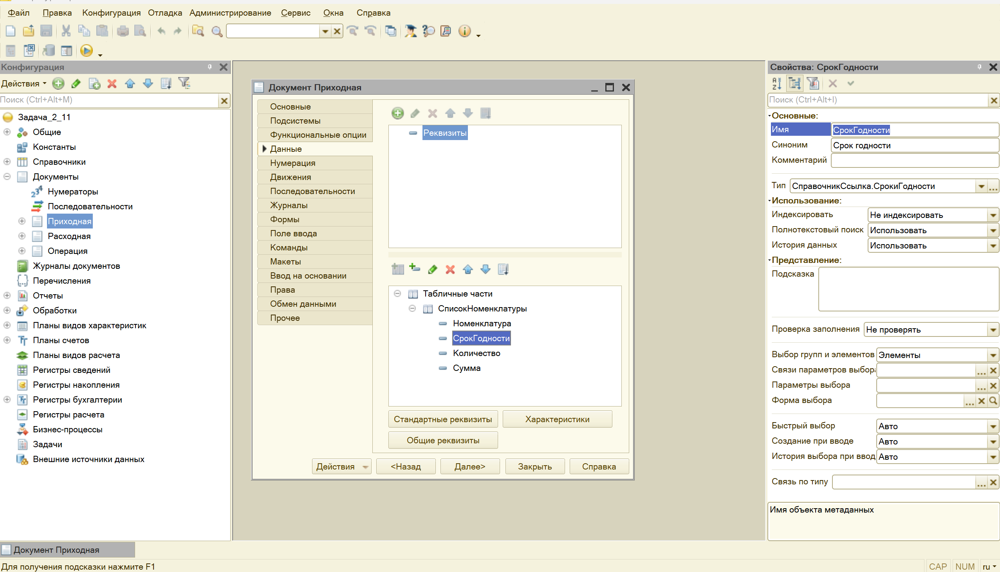 Файл Правка Конфигурация Отладка Администрирование Сервис Окна Справка
Конфигурация
Действия
Поиск (Ctrl+Alt+M)
Задача_2_11
Общие
Константы
Справочники
Документы
Нумераторы
Последовательности
Приходная
Расходная
Операция
Журналы документов
Перечисления
Отчеты
Обработки
Планы видов характеристик
Планы счетов
Планы видов расчета
Регистры сведений
Регистры накопления
Регистры бухгалтерии
Регистры расчета
Бизнес-процессы
Задачи
Внешние источники данных
Документ Приходная
Основные
Подсистемы
Функциональные опции
Данные
Нумерация
Движения
Последовательности
Журналы
Формы
Поле ввода
Команды
Макеты
Ввод на основании
Права
Обмен данными
Прочее
Реквизиты
Табличные части
СписокНоменклатуры
Номенклатура
СрокГодности
Количество
Сумма
Стандартные реквизиты Характеристики
Общие реквизиты
Действия <Назад Далее> Закрыть Справка
Свойства: СрокГодности
Поиск (Ctrl+Alt+I)
Основные:
Имя СрокГодности
Синоним Срок годности
Комментарий
Тип СправочникСсылка.СрокиГодности ...
Использование:
Индексировать Не индексировать
Полнотекстовый поиск Использовать
История данных Использовать
Представление:
Подсказка
Проверка заполнения Не проверять
Выбор групп и элементов Элементы
Связи параметров выбора ...
Параметры выбора ...
Форма выбора ...
Быстрый выбор Авто
Создание при вводе Авто
История выбора при ввод Авто
Связь по типу ...
Имя объекта метаданных
Документ Приходная
Для получения подсказки нажмите F1
CAP NUM ru